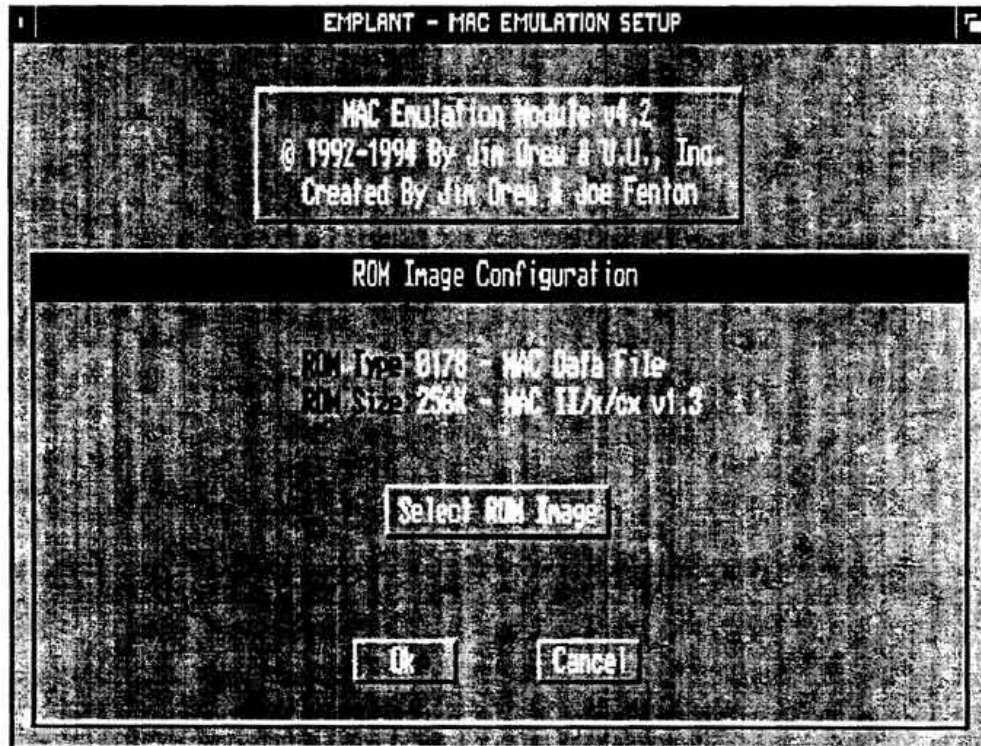 EMPLANT - MAC EMULATION SETUP
MAC Emulation Module v4.2
© 1992-1994 By Jim Drew & U.U., Inc.
Created By Jim Drew & Joe Fenton
ROM Image Configuration
ROM Type: 0178 - MAC Data File
ROM Size: 256K - MAC II/x/cx v1.3
Select ROM Image
Ok
Cancel